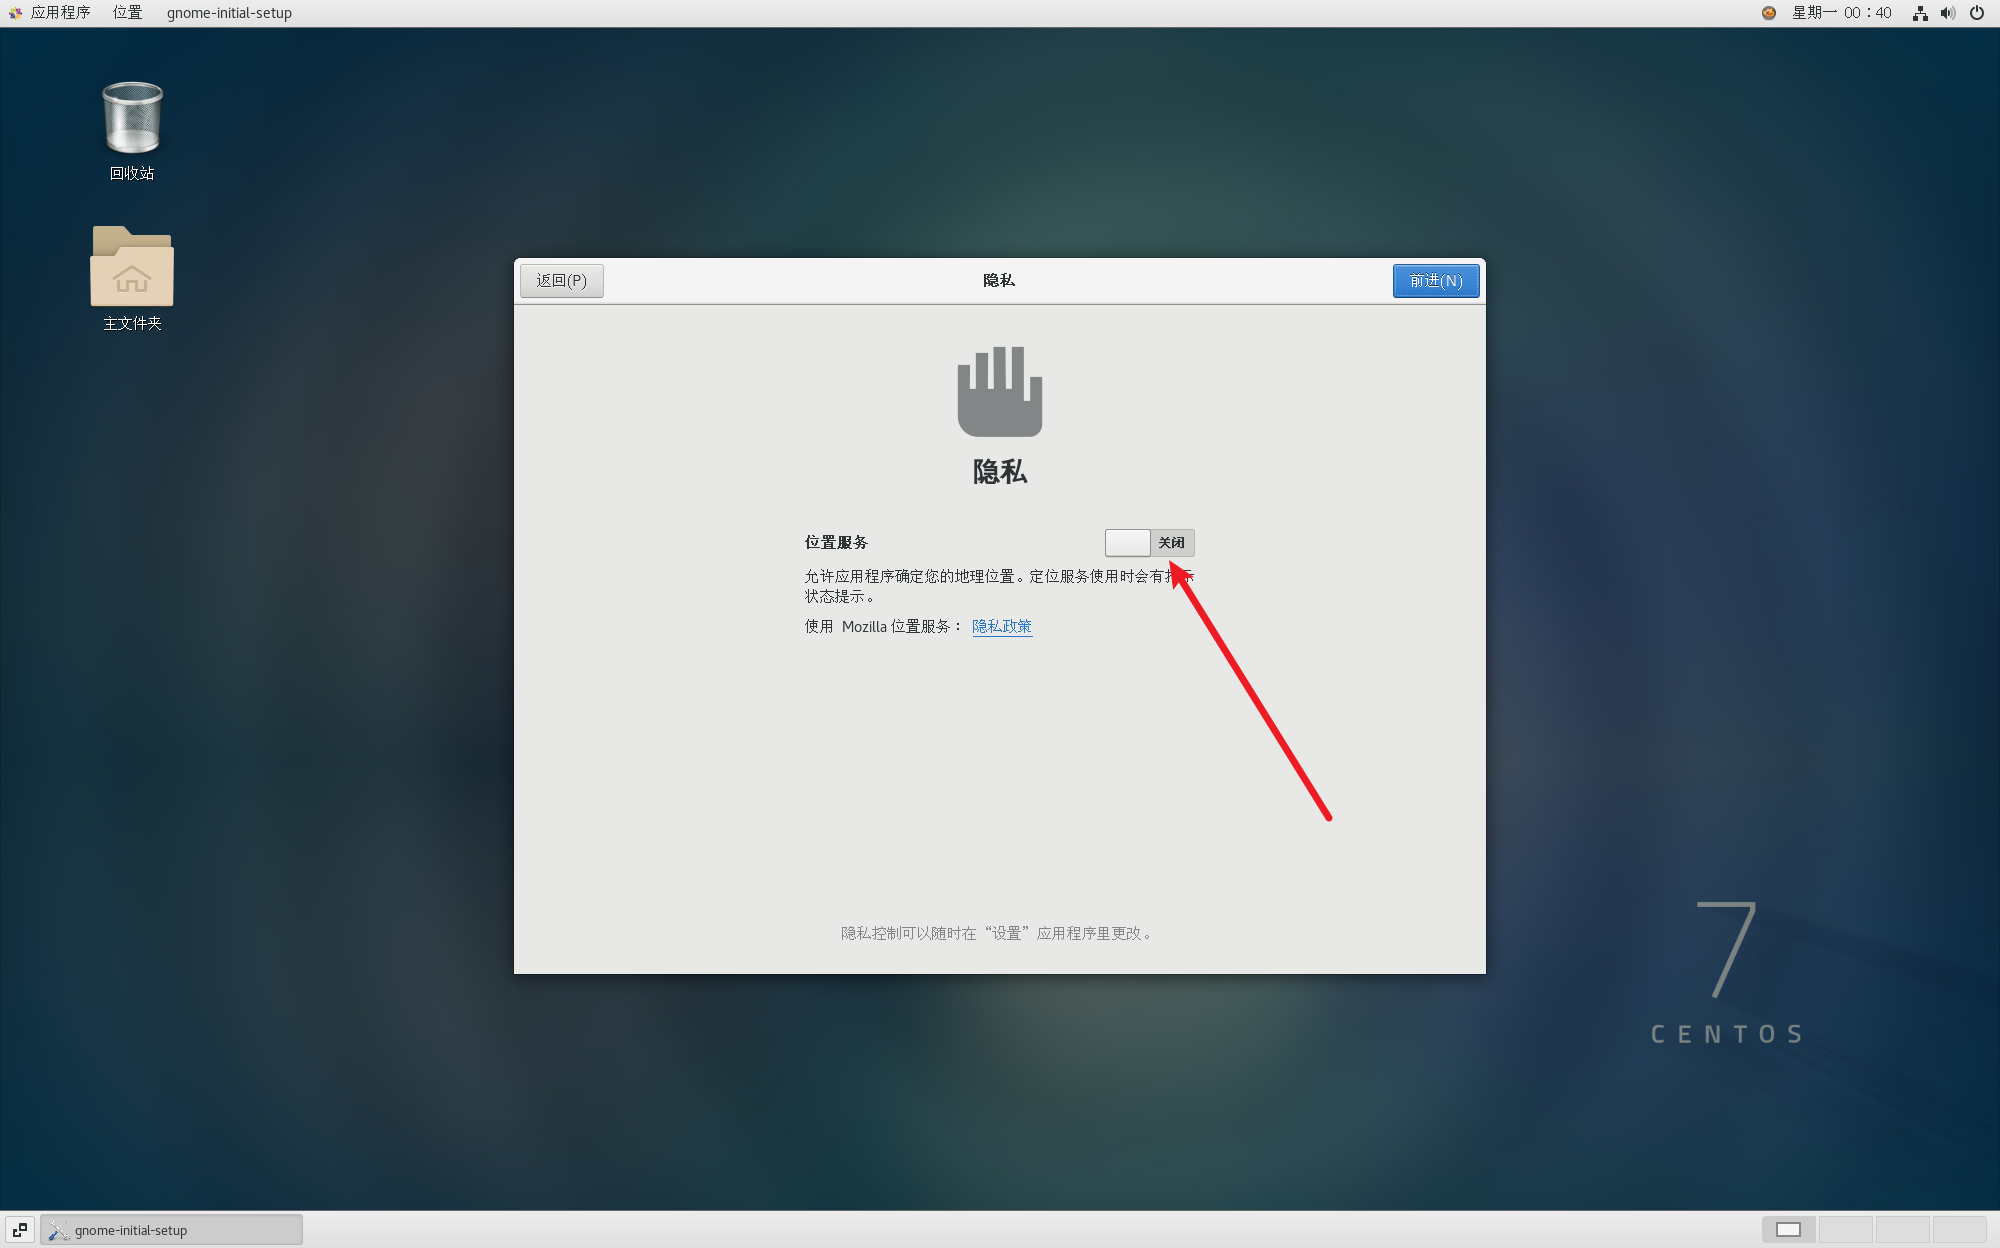 应用程序 位置 gnome-initial-setup 星期一 00：40
回收站
主文件夹
返回(P) 隐私 前进(N)
隐私
位置服务 关闭
允许应用程序确定您的地理位置。定位服务使用时会有指示
状态提示。
使用 Mozilla 位置服务： 隐私政策
隐私控制可以随时在“设置”应用程序里更改。
7
CENTOS
gnome-initial-setup